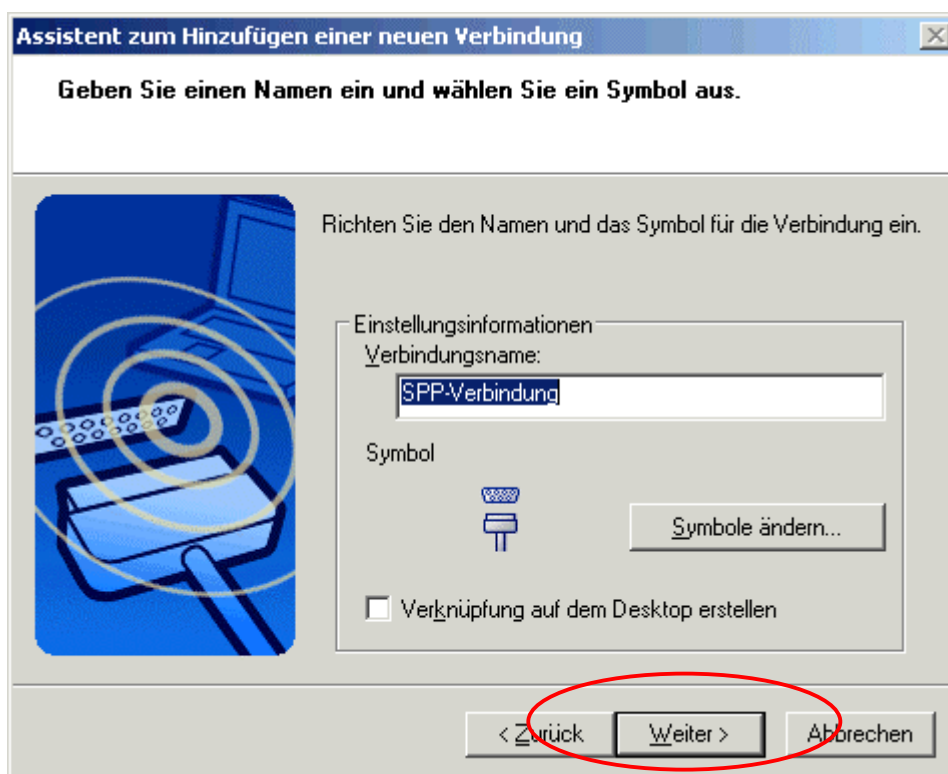 Assistent zum Hinzufügen einer neuen Verbindung
Geben Sie einen Namen ein und wählen Sie ein Symbol aus.
Richten Sie den Namen und das Symbol für die Verbindung ein.
Einstellungsinformationen
Verbindungsname:
SPP-Verbindung
Symbol
Symbole ändern...
Verknüpfung auf dem Desktop erstellen
< Zurück Weiter > Abbrechen